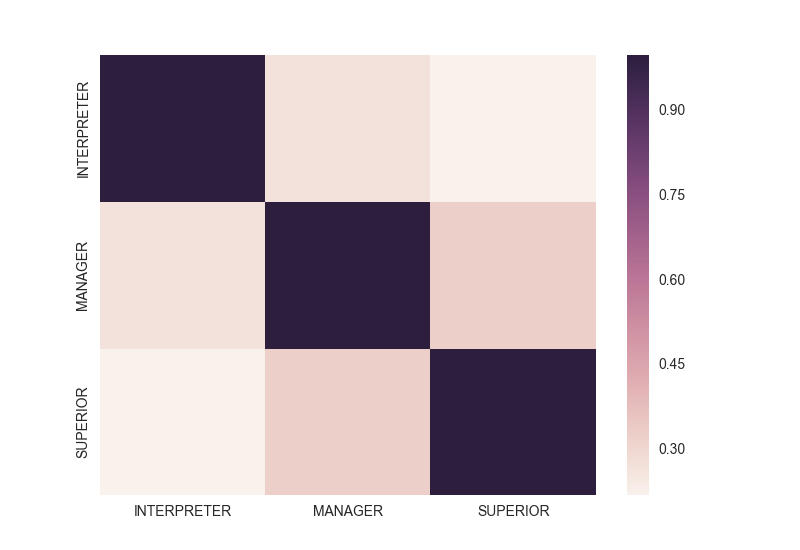 INTERPRETER
MANAGER
SUPERIOR
INTERPRETER MANAGER SUPERIOR
0.90
0.75
0.60
0.45
0.30